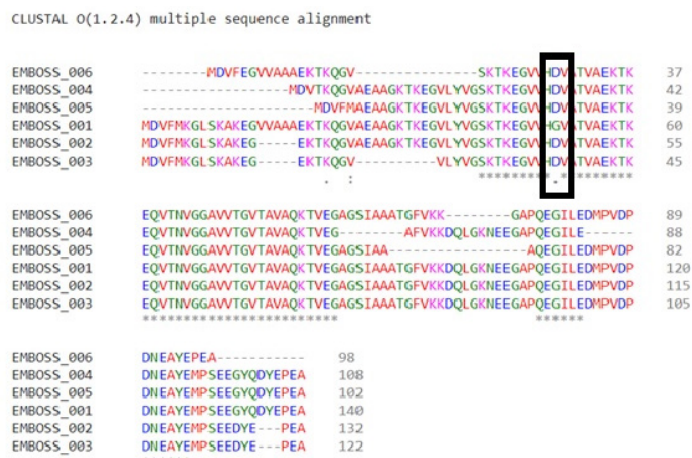 CLUSTAL O(1.2.4) multiple sequence alignment
EMBOSS_006 --------MDVFEGVVAAAEKTKQGV---------------SKTKEGVVHDVATVAEKTK 37
EMBOSS_004 ------------------MDVTKQGVAEAAGKTKEGVLYVGSKTKEGVVHDVATVAEKTK 42
EMBOSS_005 ---------------------MDVFMAEAAGKTKEGVLYVGSKTKEGVVHDVATVAEKTK 39
EMBOSS_001 MDVFMKGLSKAKEGVVAAAEKTKQGVAEAAGKTKEGVLYVGSKTKEGVVHGVATVAEKTK 60
EMBOSS_002 MDVFMKGLSKAKEG-----EKTKQGVAEAAGKTKEGVLYVGSKTKEGVVHDVATVAEKTK 55
EMBOSS_003 MDVFMKGLSKAKEG-----EKTKQGV----------VLYVGSKTKEGVVHDVATVAEKTK 45
. : *********.*********
EMBOSS_006 EQVTNVGGAVVTGVTAVAQKTVEGAGSIAAATGFVKK--------GAPQEGILEDMPVDP 89
EMBOSS_004 EQVTNVGGAVVTGVTAVAQKTVEG--------AFVKKDQLGKNEEGAPQEGILE------ 88
EMBOSS_005 EQVTNVGGAVVTGVTAVAQKTVEGAGSIAA-----------------AQEGILEDMPVDP 82
EMBOSS_001 EQVTNVGGAVVTGVTAVAQKTVEGAGSIAAATGFVKKDQLGKNEEGAPQEGILEDMPVDP 120
EMBOSS_002 EQVTNVGGAVVTGVTAVAQKTVEGAGSIAAATGFVKKDQLGKNEEGAPQEGILEDMPVDP 115
EMBOSS_003 EQVTNVGGAVVTGVTAVAQKTVEGAGSIAAATGFVKKDQLGKNEEGAPQEGILEDMPVDP 105
************************ ******
EMBOSS_006 DNEAYEPEA----------- 98
EMBOSS_004 DNEAYEMPSEEGYQDYEPEA 108
EMBOSS_005 DNEAYEMPSEEGYQDYEPEA 102
EMBOSS_001 DNEAYEMPSEEGYQDYEPEA 140
EMBOSS_002 DNEAYEMPSEEDYE---PEA 132
EMBOSS_003 DNEAYEMPSEEDYE---PEA 122